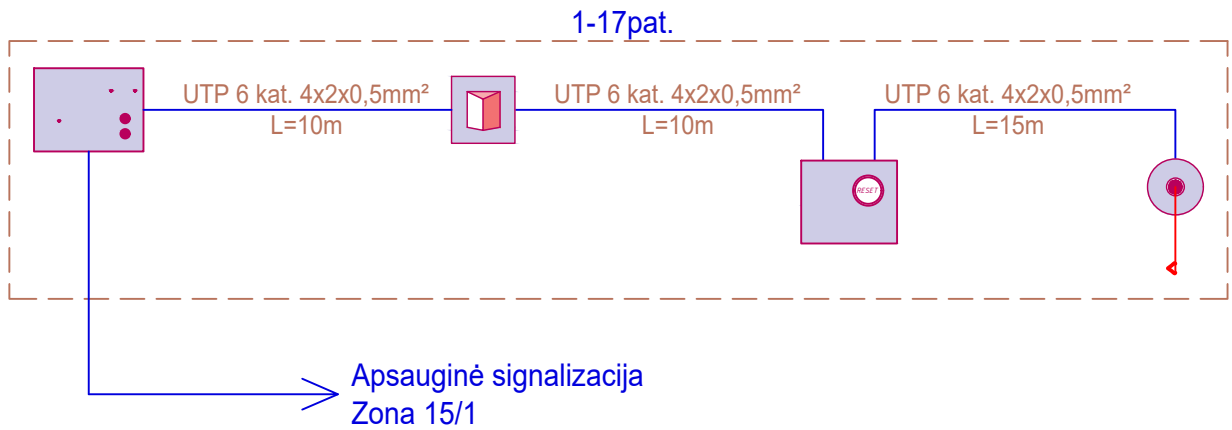 1-17pat.
UTP 6 kat. 4x2x0,5mm²
L=10m
UTP 6 kat. 4x2x0,5mm²
L=10m
UTP 6 kat. 4x2x0,5mm²
L=15m
RESET
Apsauginė signalizacija
Zona 15/1